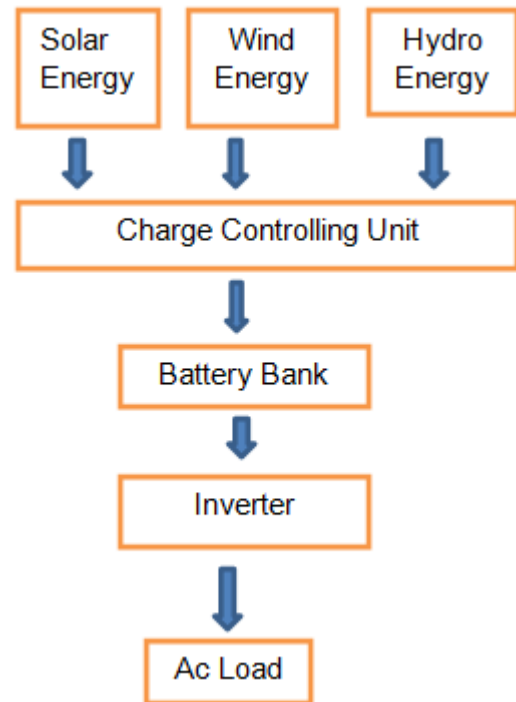 Solar
Energy
Wind
Energy
Hydro
Energy
Charge Controlling Unit
Battery Bank
Inverter
Ac Load